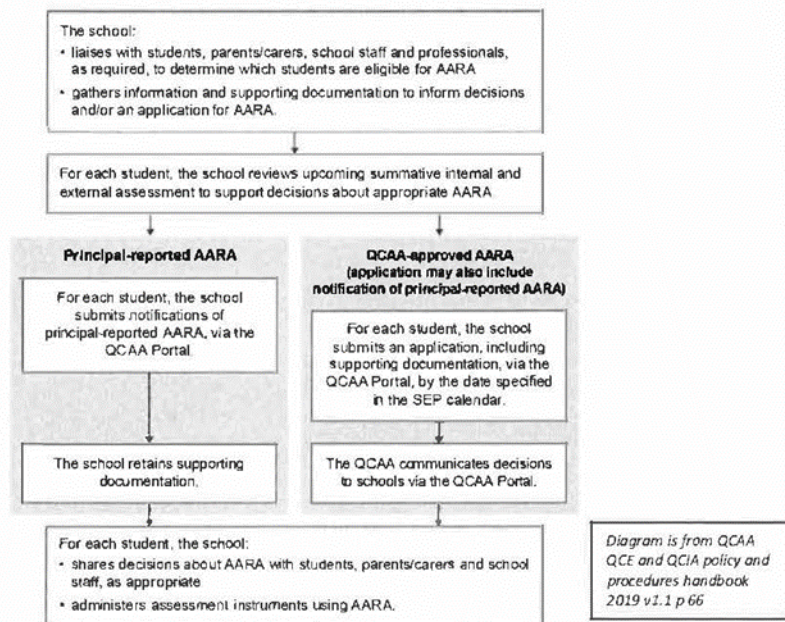 The school:
• liaises with students, parents/carers, school staff and professionals,
as required, to determine which students are eligible for AARA
• gathers information and supporting documentation to inform decisions
and/or an application for AARA.
For each student, the school reviews upcoming summative internal and
external assessment to support decisions about appropriate AARA
Principal-reported AARA
For each student, the school
submits notifications of
principal-reported AARA, via the
QCAA Portal.
The school retains supporting
documentation.
QCAA-approved AARA
(application may also include
notification of principal-reported AARA)
For each student, the school
submits an application, including
supporting documentation, via the
QCAA Portal, by the date specified
in the SEP calendar.
The QCAA communicates decisions
to schools via the QCAA Portal.
For each student, the school:
• shares decisions about AARA with students, parents/carers and school
staff, as appropriate
• administers assessment instruments using AARA.
Diagram is from QCAA
QCE and QCIA policy and
procedures handbook
2019 v1.1 p 66